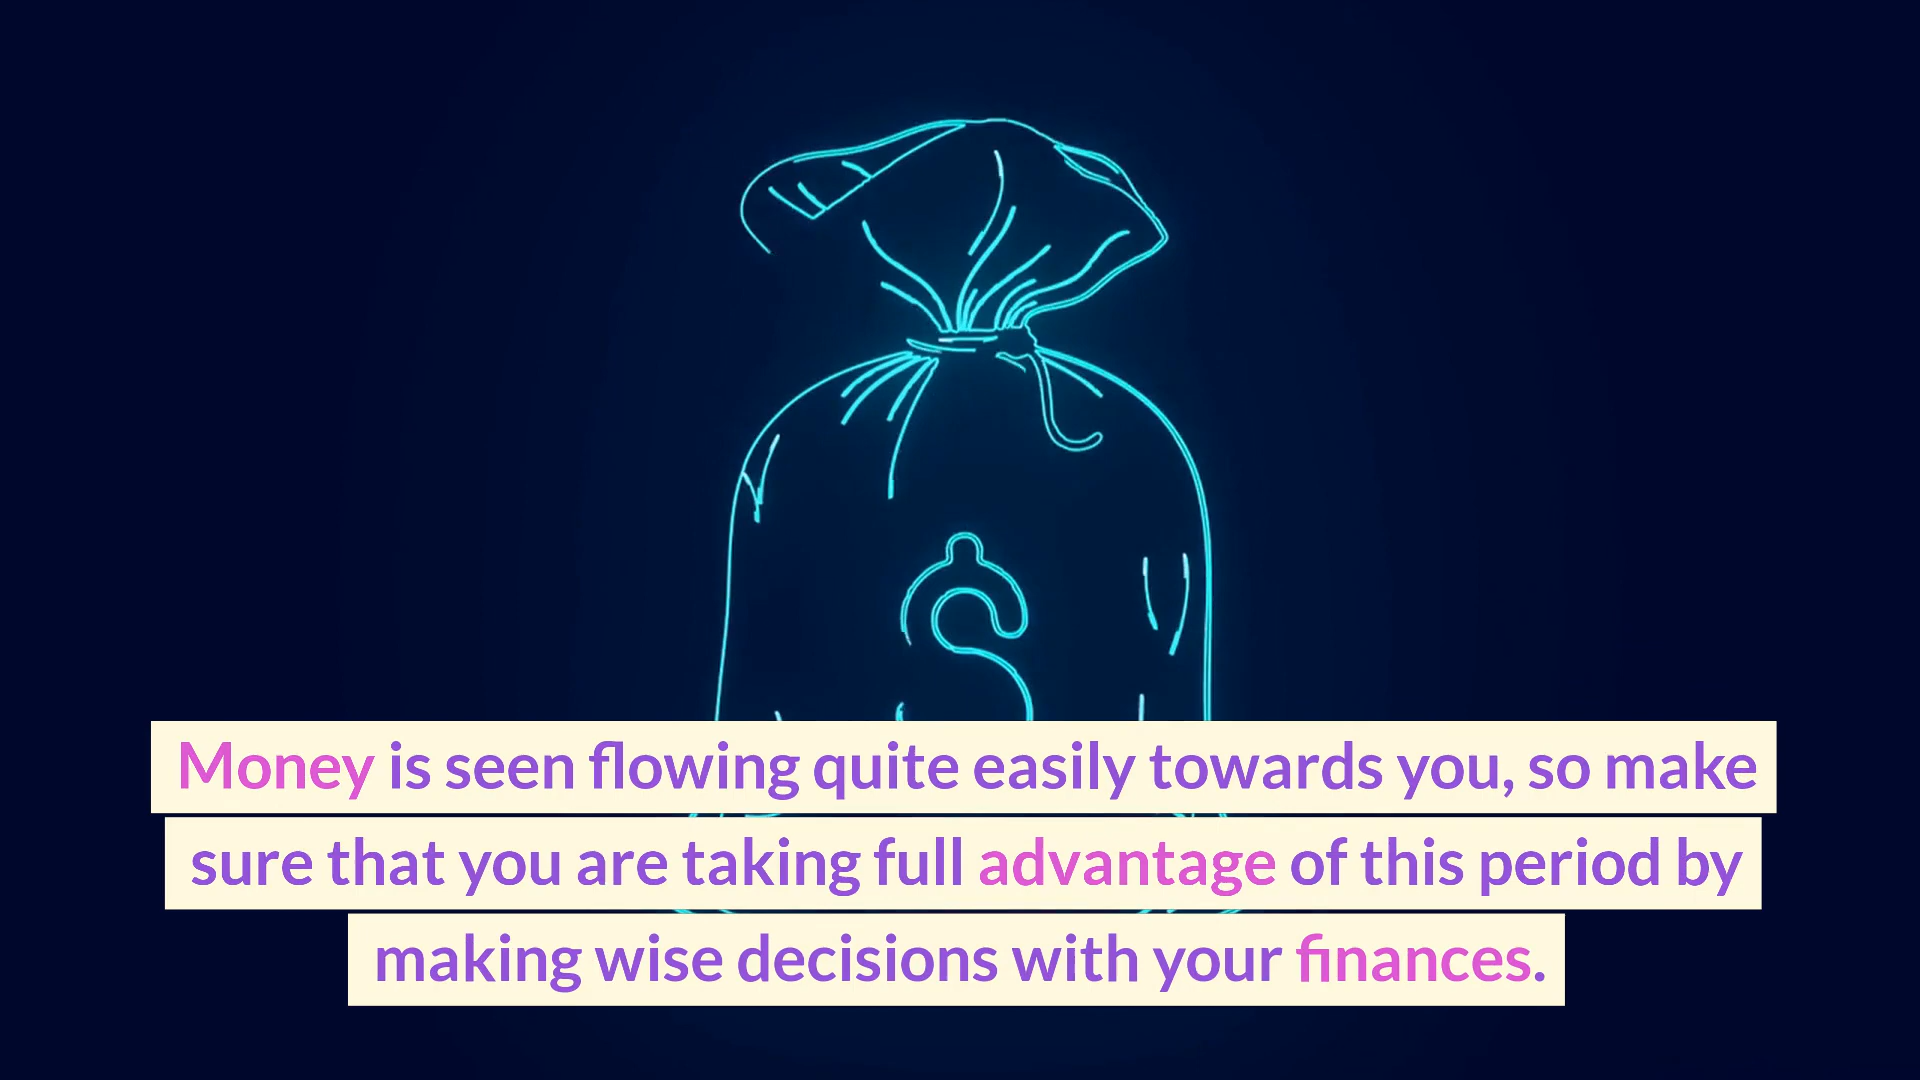 Money is seen flowing quite easily towards you, so make
sure that you are taking full advantage of this period by
making wise decisions with your finances.